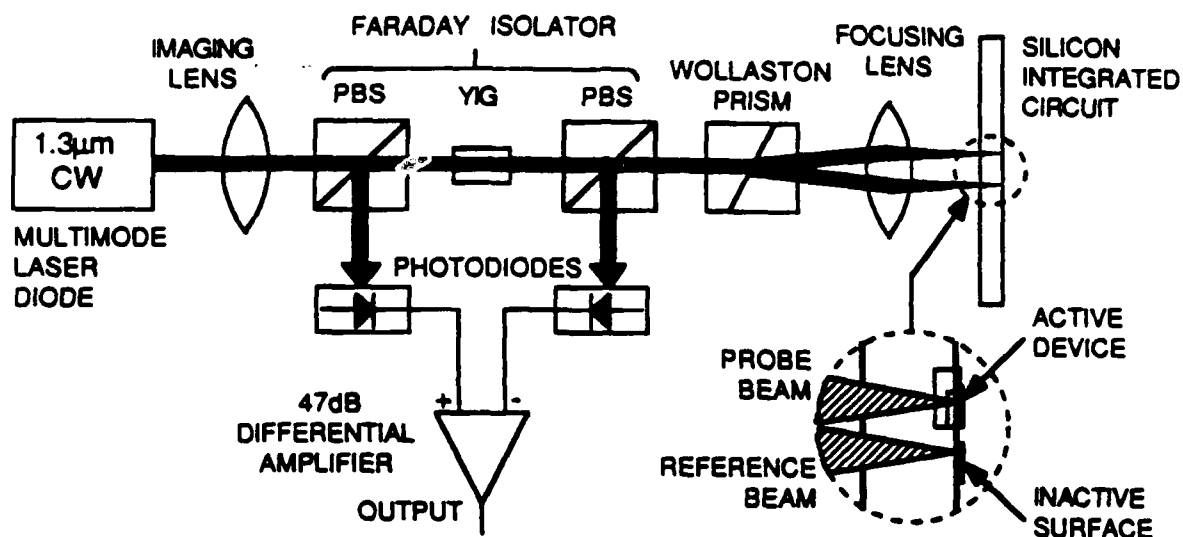 FARADAY ISOLATOR
IMAGING
LENS
PBS
YIG
PBS
WOLLASTON
PRISM
FOCUSING
LENS
SILICON
INTEGRATED
CIRCUIT
1.3μm
CW
MULTIMODE
LASER
DIODE
PHOTODIODES
+
-
47dB
DIFFERENTIAL
AMPLIFIER
OUTPUT
PROBE
BEAM
REFERENCE
BEAM
ACTIVE
DEVICE
INACTIVE
SURFACE